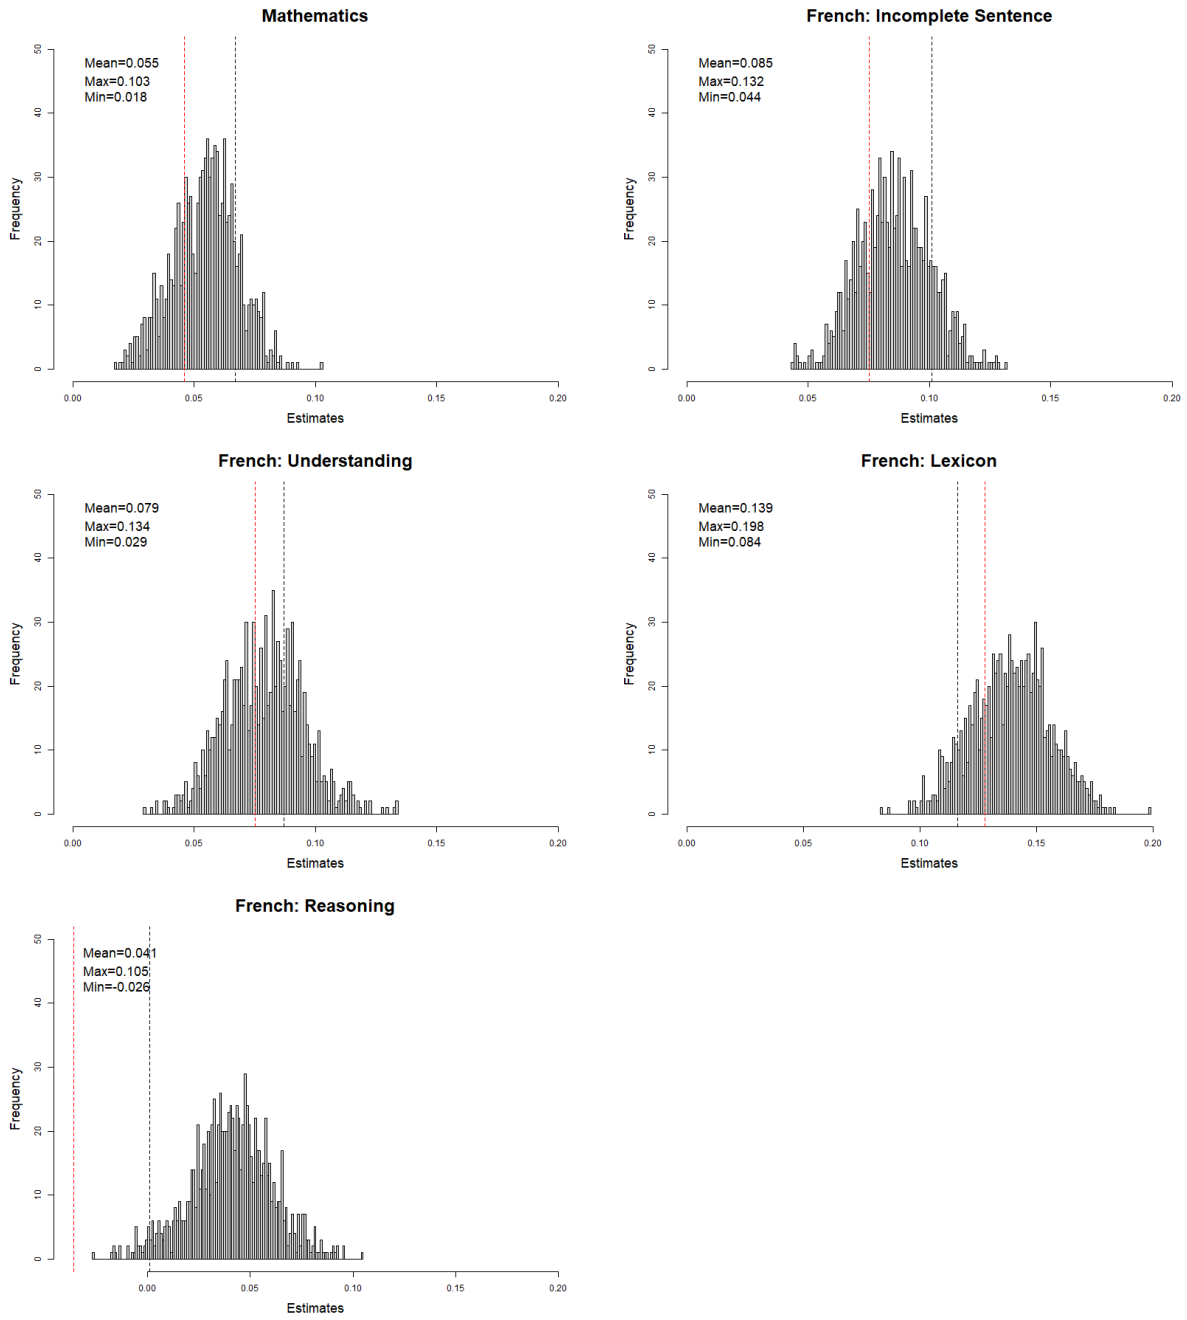 Mathematics
Mean=0.055
Max=0.103
Min=0.018
50
40
30
20
10
0
Frequency
0.00 0.05 0.10 0.15 0.20
Estimates
French: Incomplete Sentence
Mean=0.085
Max=0.132
Min=0.044
50
40
30
20
10
0
Frequency
0.00 0.05 0.10 0.15 0.20
Estimates
French: Understanding
Mean=0.079
Max=0.134
Min=0.029
50
40
30
20
10
0
Frequency
0.00 0.05 0.10 0.15 0.20
Estimates
French: Lexicon
Mean=0.139
Max=0.198
Min=0.084
50
40
30
20
10
0
Frequency
0.00 0.05 0.10 0.15 0.20
Estimates
French: Reasoning
Mean=0.041
Max=0.105
Min=-0.026
50
40
30
20
10
0
Frequency
0.00 0.05 0.10 0.15 0.20
Estimates